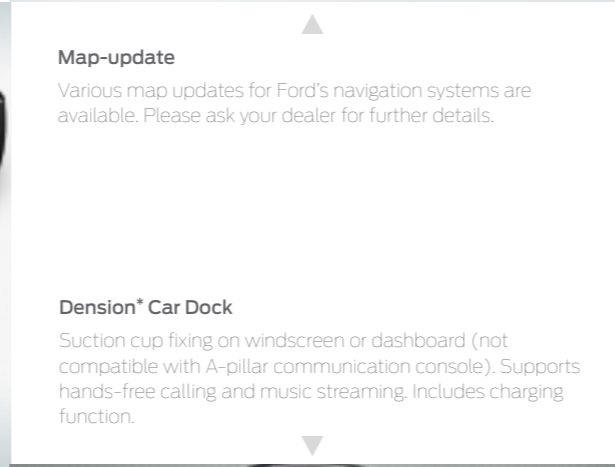 Map-update
Various map updates for Ford's navigation systems are
available. Please ask your dealer for further details.
Dension* Car Dock
Suction cup fixing on windscreen or dashboard (not
compatible with A-pillar communication console). Supports
hands-free calling and music streaming. Includes charging
function.